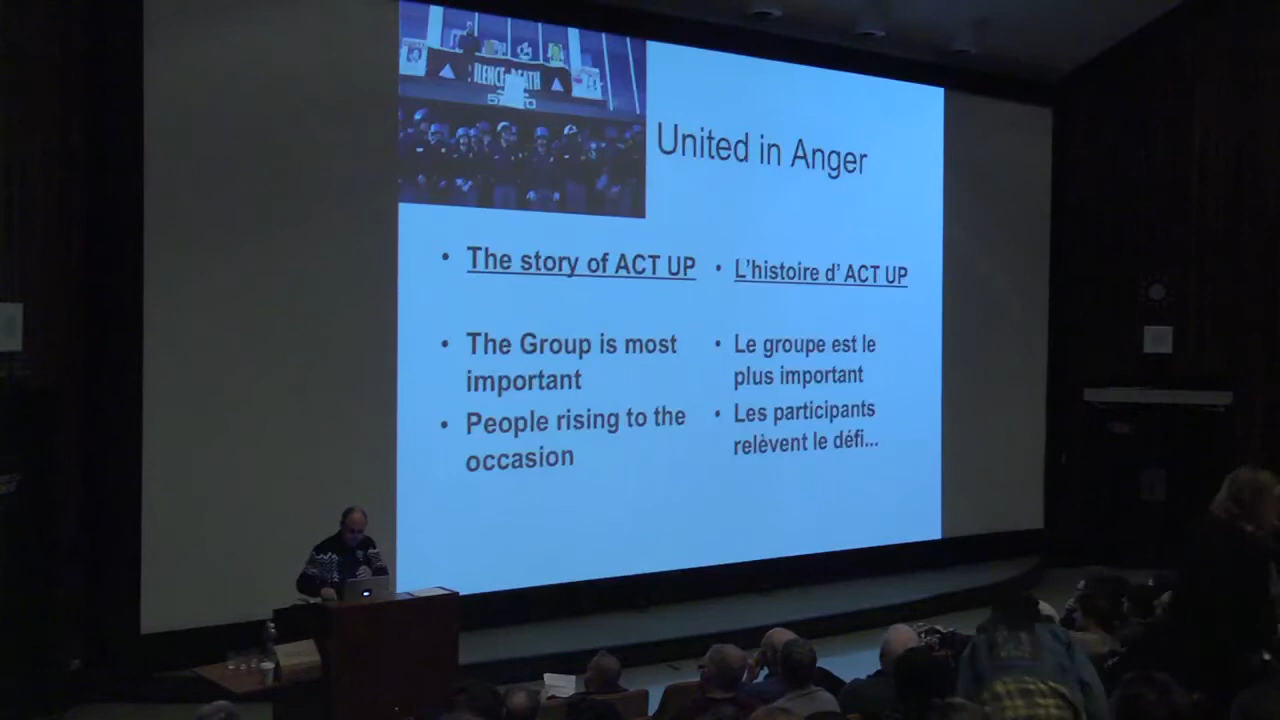 United in Anger
• The story of ACT UP
• The Group is most
important
• People rising to the
occasion
• L'histoire d' ACT UP
• Le groupe est le
plus important
• Les participants
relèvent le défi...